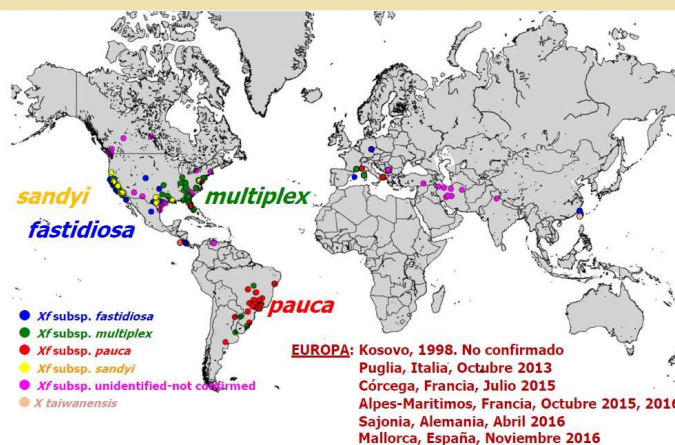 sandyi
multiplex
fastidiosa
pauca
Xf subsp. fastidiosa
Xf subsp. multiplex
Xf subsp. pauca
Xf subsp. sandyi
Xf subsp. unidentified-not confirmed
X taiwanensis
EUROPA: Kosovo, 1998. No confirmado
Puglia, Italia, Octubre 2013
Córcega, Francia, Julio 2015
Alpes-Maritimos, Francia, Octubre 2015, 2016
Sajonia, Alemania, Abril 2016
Mallorca, España, Noviembre 2016